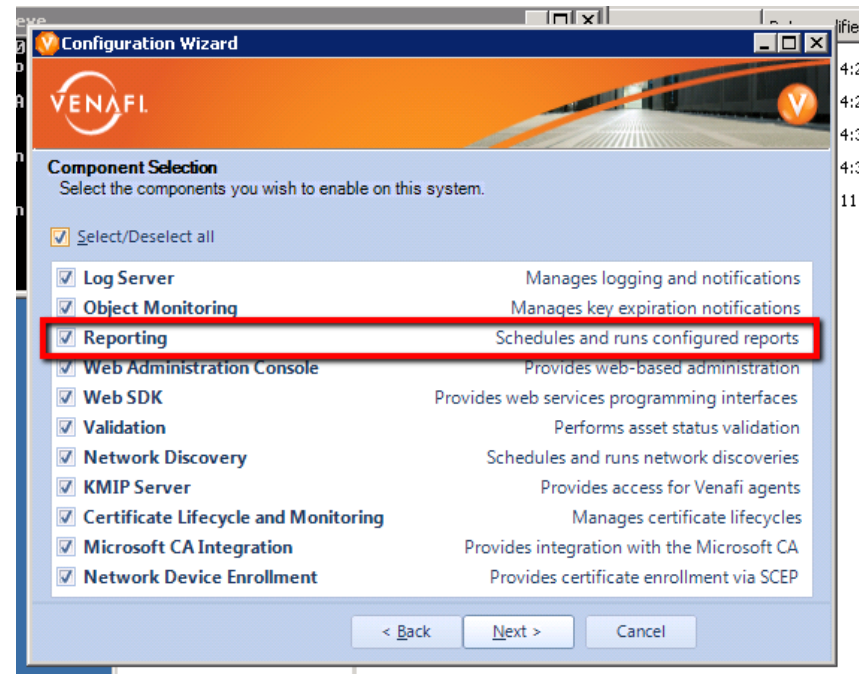 Configuration Wizard
VENAFI
Component Selection
Select the components you wish to enable on this system.
Select/Deselect all
Log Server Manages logging and notifications
Object Monitoring Manages key expiration notifications
Reporting Schedules and runs configured reports
Web Administration Console Provides web-based administration
Web SDK Provides web services programming interfaces
Validation Performs asset status validation
Network Discovery Schedules and runs network discoveries
KMIP Server Provides access for Venafi agents
Certificate Lifecycle and Monitoring Manages certificate lifecycles
Microsoft CA Integration Provides integration with the Microsoft CA
Network Device Enrollment Provides certificate enrollment via SCEP
< Back Next > Cancel